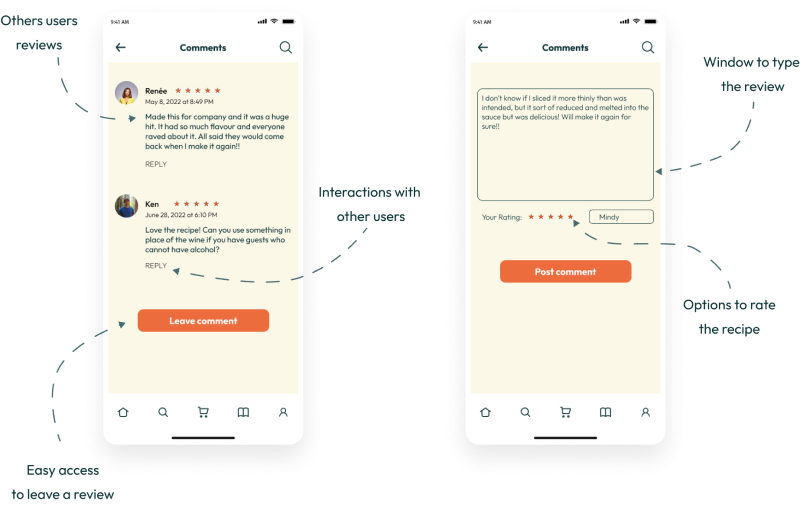 Others users
reviews
9:41 AM
Comments
Renée
May 8, 2022 at 8:49 PM
Made this for company and it was a huge
hit. It had so much flavour and everyone
raved about it. All said they would come
back when I make it again!!
REPLY
Ken
June 28, 2022 at 6:10 PM
Love the recipe! Can you use something in
place of the wine if you have guests who
cannot have alcohol?
REPLY
Leave comment
Easy access
to leave a review
Interactions with
other users
9:41 AM
Comments
I don't know if I sliced it more thinly than was
intended, but it sort of reduced and melted into the
sauce but was delicious! Will make it again for
sure!!
Your Rating:
Mindy
Post comment
Window to type
the review
Options to rate
the recipe